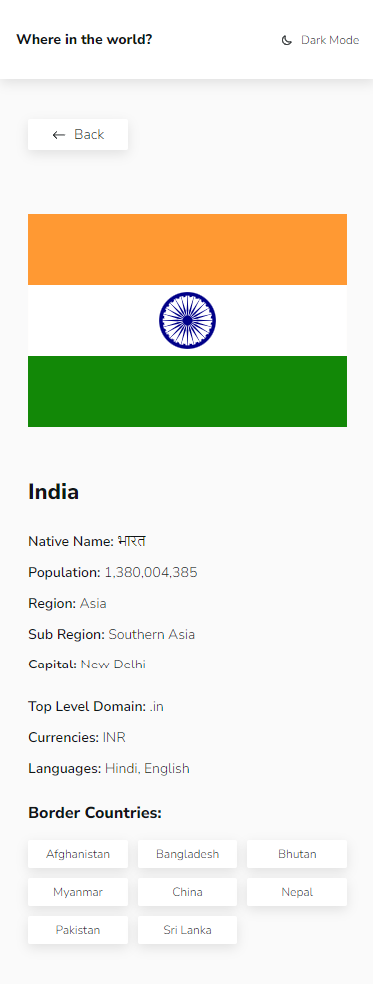 Where in the world?
Dark Mode
Back
India
Native Name: भारत
Population: 1,380,004,385
Region: Asia
Sub Region: Southern Asia
Capital: New Delhi
Top Level Domain: .in
Currencies: INR
Languages: Hindi, English
Border Countries:
Afghanistan Bangladesh Bhutan
Myanmar China Nepal
Pakistan Sri Lanka